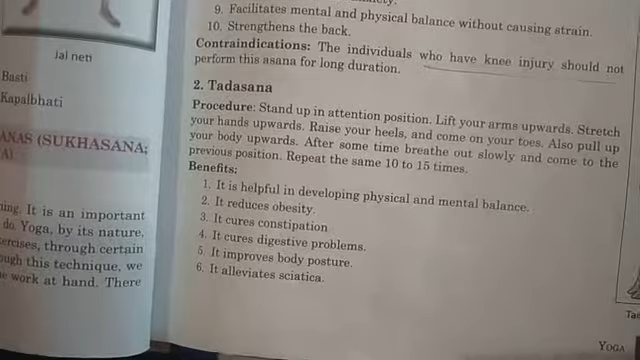 Jal neti
Basti
Kapalbhati
ANAS (SUKHASANA;
A)
It is an important
do. Yoga, by its nature,
through certain
this technique, we
work at hand. There
9. Facilitates mental and physical balance without causing strain.
10. Strengthens the back.
Contraindications: The individuals who have knee injury should not
perform this asana for long duration.
2. Tadasana
Procedure: Stand up in attention position. Lift your arms upwards. Stretch
your hands upwards. Raise your heels, and come on your toes. Also pull up
your body upwards. After some time breathe out slowly and come to the
previous position. Repeat the same 10 to 15 times.
Benefits:
1. It is helpful in developing physical and mental balance.
2. It reduces obesity.
3. It cures constipation
4. It cures digestive problems.
5. It improves body posture.
6. It alleviates sciatica.
YOGA